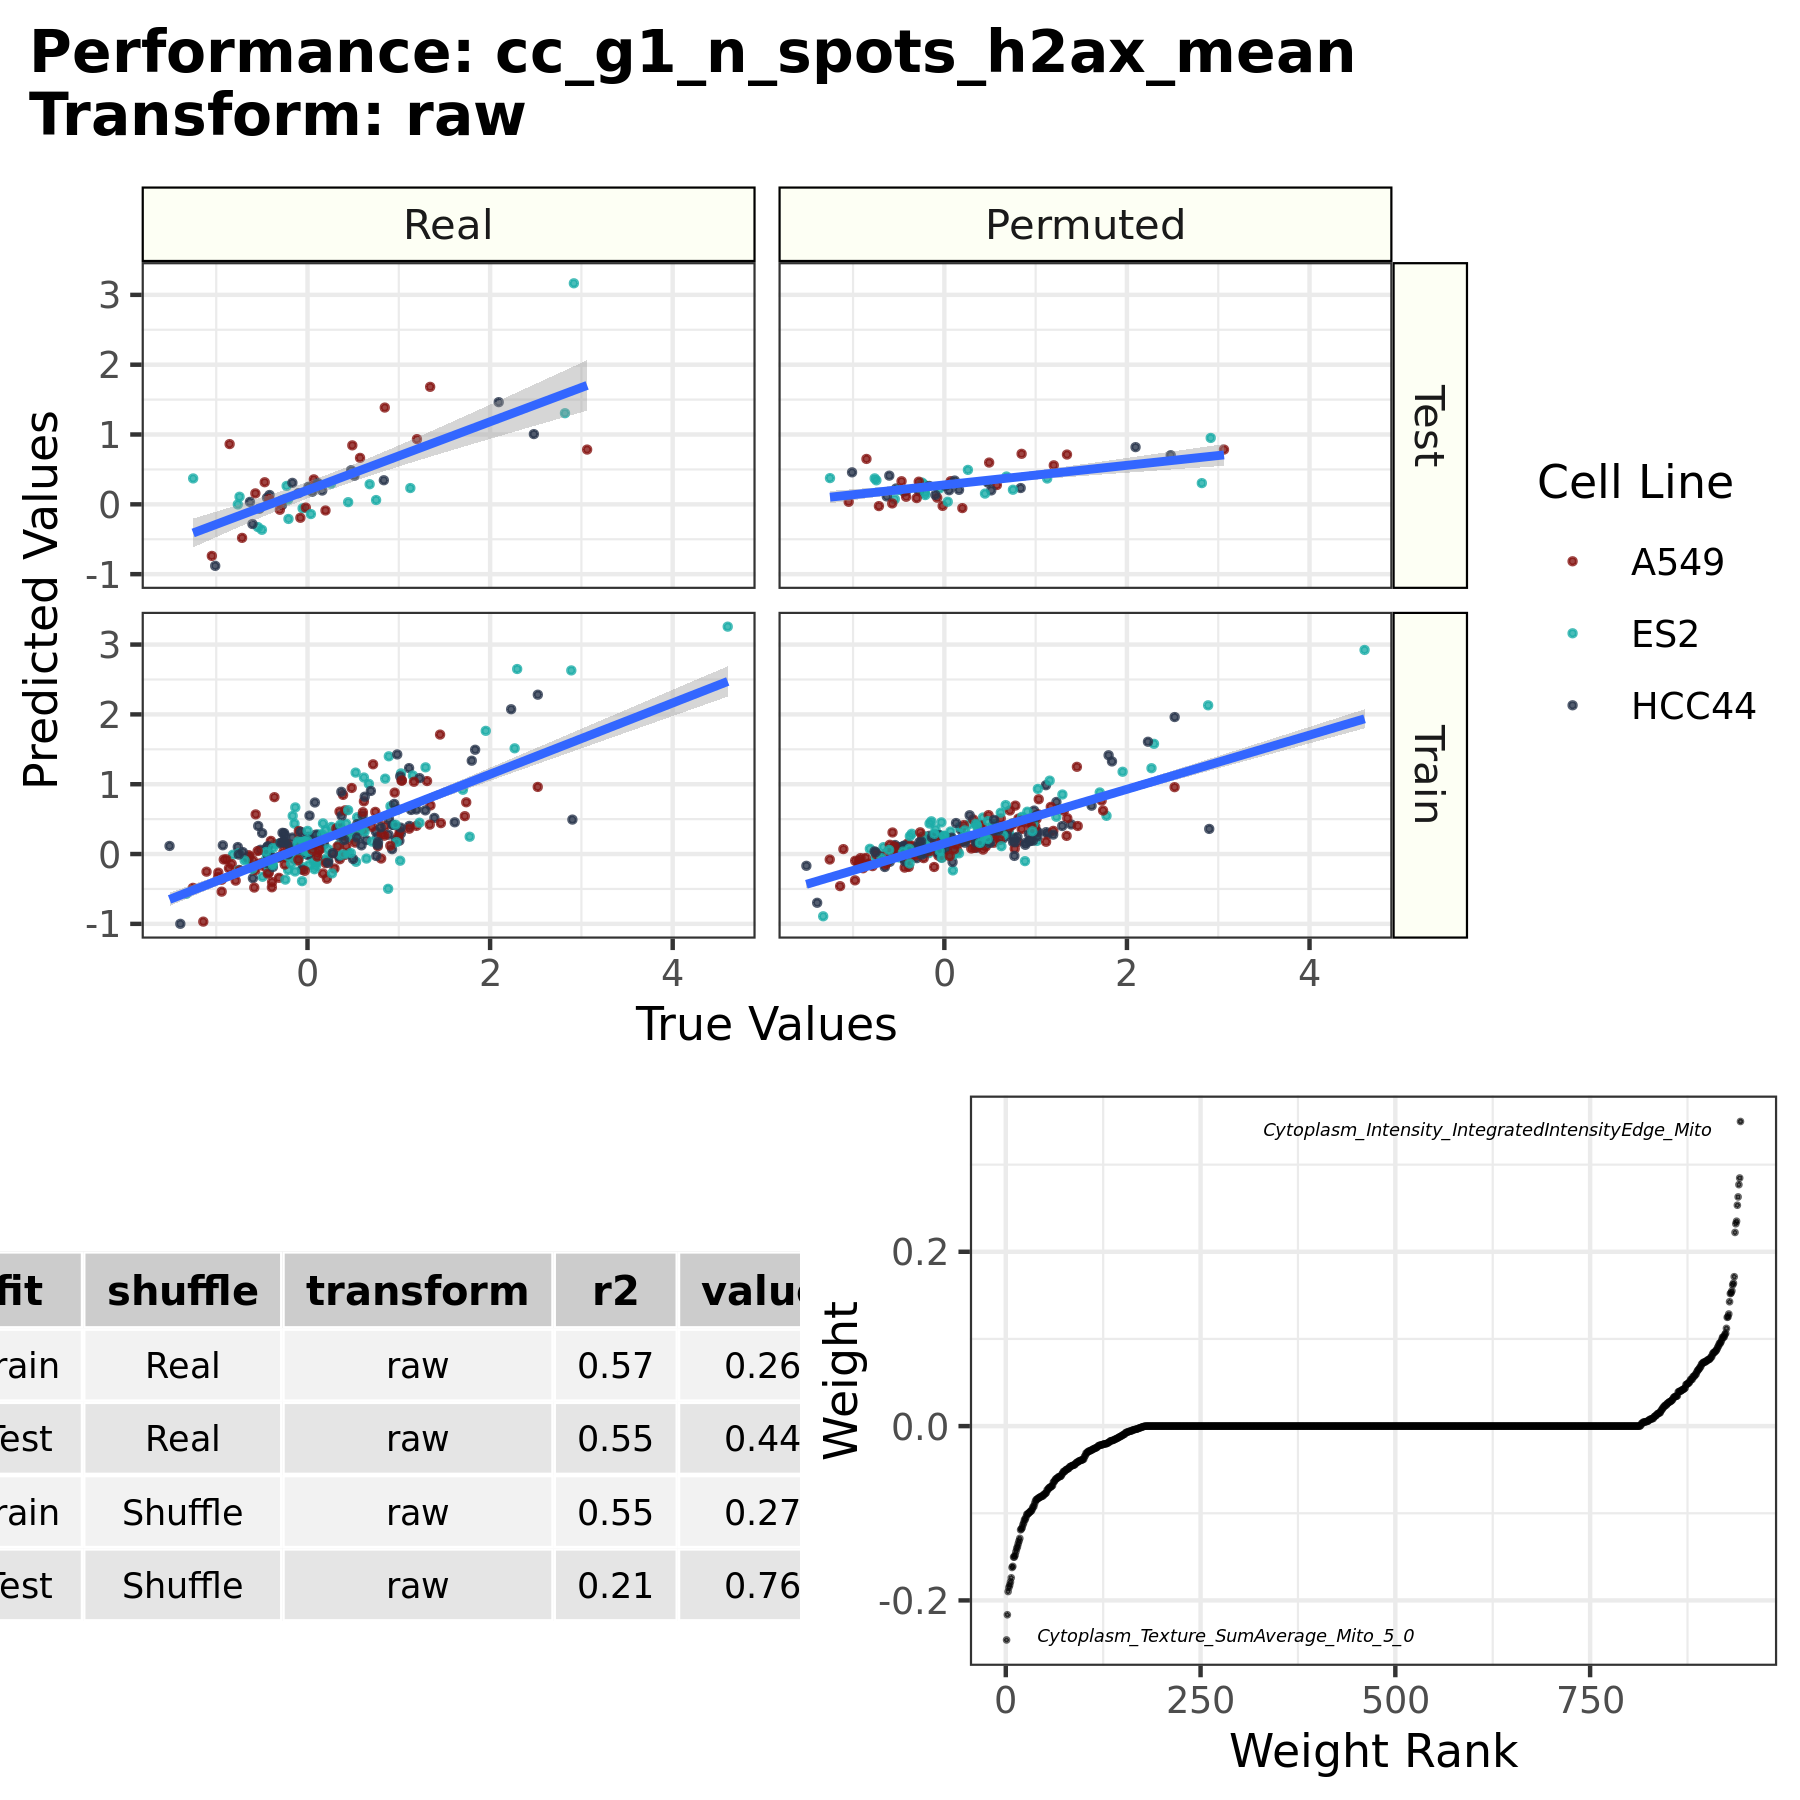 Performance: cc_g1_n_spots_h2ax_mean
Transform: raw
Real
Permuted
3
2
1
0
-1
Test
3
2
1
0
-1
Train
0
2
4
0
2
4
Predicted Values
True Values
Cell Line
A549
ES2
HCC44
fit shuffle transform r2 valu
rain Real raw 0.57 0.26
est Real raw 0.55 0.44
rain Shuffle raw 0.55 0.27
est Shuffle raw 0.21 0.76
Cytoplasm_Intensity_IntegratedIntensityEdge_Mito
0.2
0.0
-0.2
Weight
Cytoplasm_Texture_SumAverage_Mito_5_0
0
250
500
750
Weight Rank